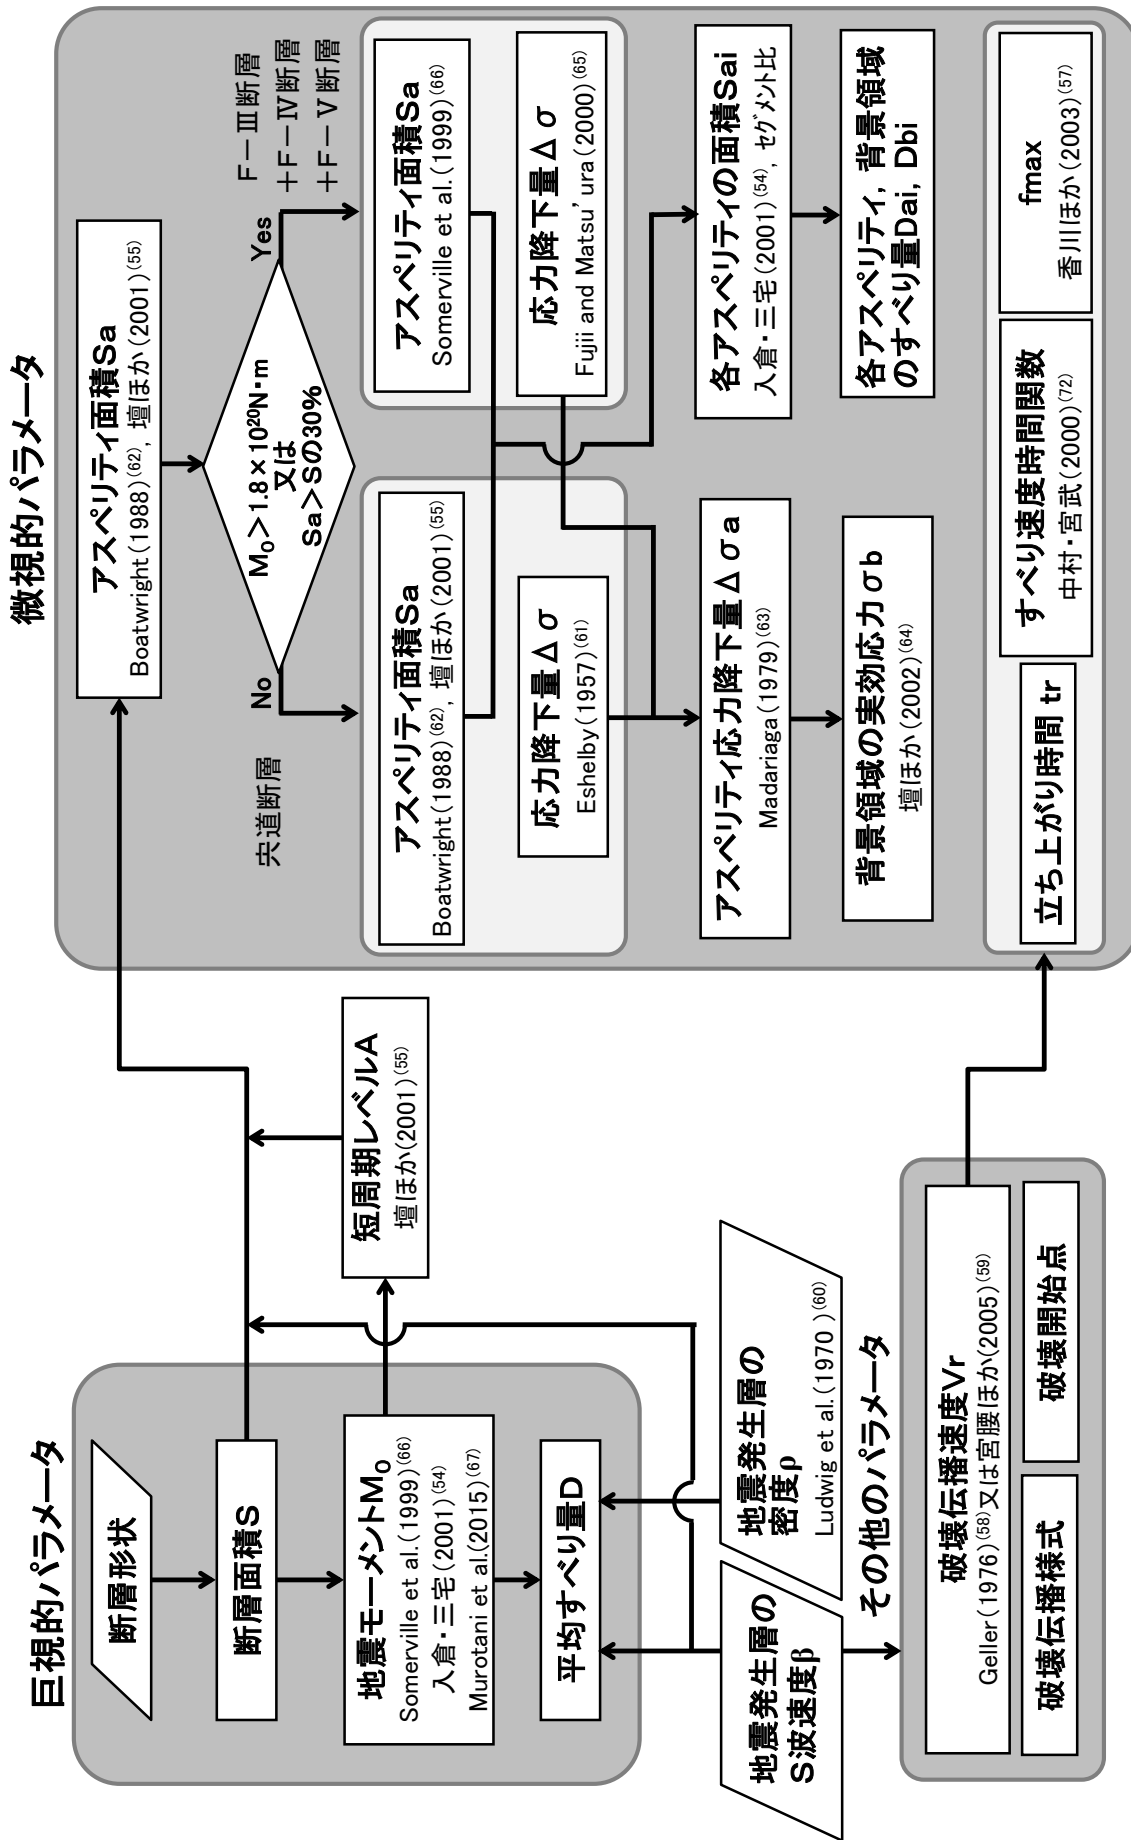 巨視的パラメータ
断層形状
断層面積S
地震モーメントM₀
Somerville et al.(1999)⁽⁶⁶⁾
入倉・三宅(2001)⁽⁵⁴⁾
Murotani et al.(2015)⁽⁶⁷⁾
平均すべり量D
地震発生層の
S波速度β
地震発生層の
密度ρ
Ludwig et al.(1970)⁽⁶⁰⁾
短周期レベルA
壇ほか(2001)⁽⁵⁵⁾
その他のパラメータ
破壊伝播速度Vr
Geller(1976)⁽⁵⁸⁾又は宮腰ほか(2005)⁽⁵⁹⁾
破壊伝播様式
破壊開始点
微視的パラメータ
アスペリティ面積Sa
Boatwright(1988)⁽⁶²⁾, 壇ほか(2001)⁽⁵⁵⁾
M₀>1.8×10²⁰N・m
又は
Sa>Sの30%
No
Yes
宍道断層
F-Ⅲ断層
+F-Ⅳ断層
+F-Ⅴ断層
アスペリティ面積Sa
Boatwright(1988)⁽⁶²⁾, 壇ほか(2001)⁽⁵⁵⁾
応力降下量Δσ
Eshelby(1957)⁽⁶¹⁾
アスペリティ面積Sa
Somerville et al.(1999)⁽⁶⁶⁾
応力降下量Δσ
Fujii and Matsu'ura(2000)⁽⁶⁵⁾
アスペリティ応力降下量Δσa
Madariaga(1979)⁽⁶³⁾
背景領域の実効応力σb
壇ほか(2002)⁽⁶⁴⁾
各アスペリティの面積Sai
入倉・三宅(2001)⁽⁵⁴⁾, セグメント比
各アスペリティ, 背景領域
のすべり量Dai, Dbi
立ち上がり時間 tr
すべり速度時間関数
中村・宮武(2000)⁽⁷²⁾
fmax
香川ほか(2003)⁽⁵⁷⁾